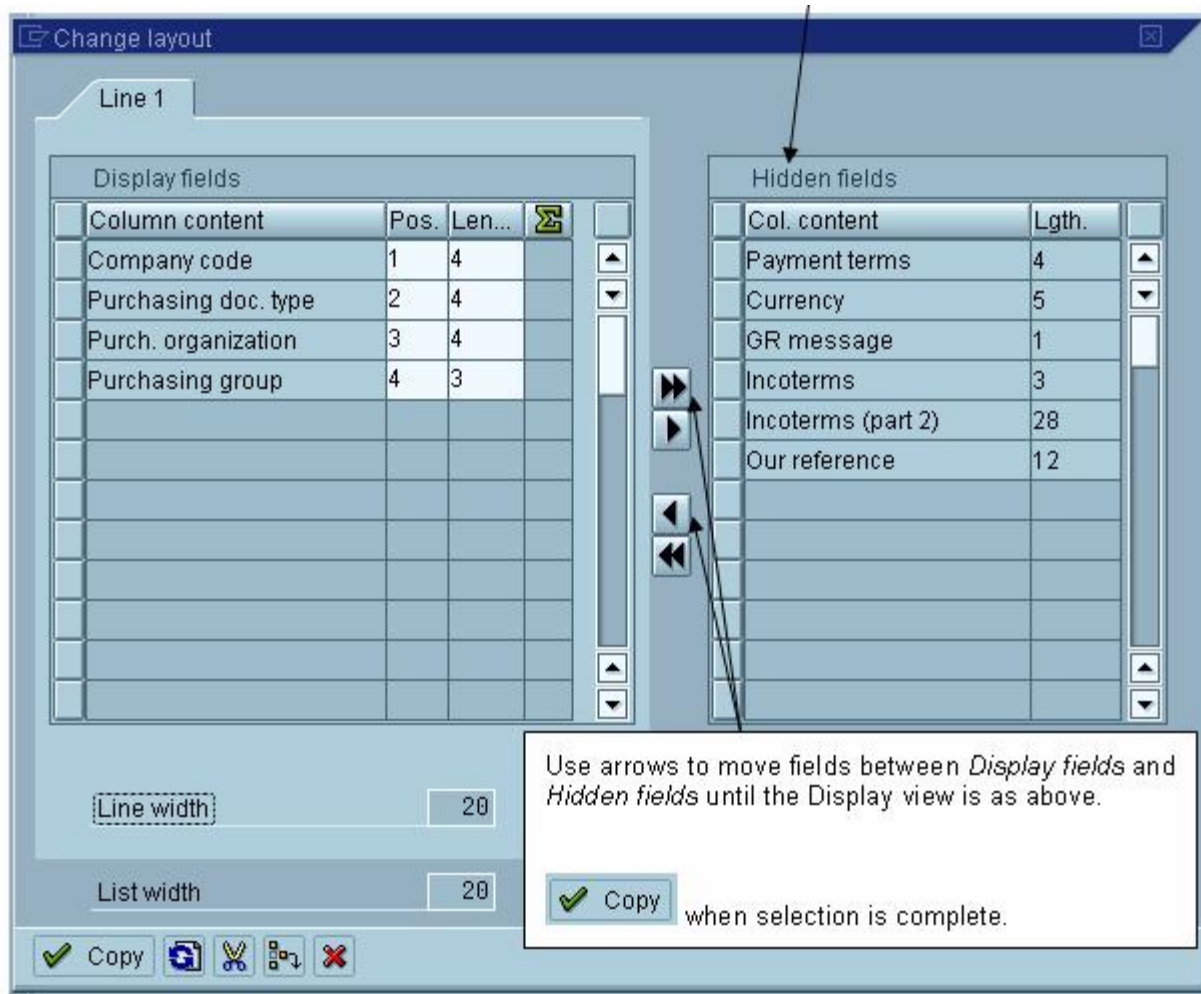 Change layout
Line 1
Display fields
Column content Pos. Len...
Company code 1 4
Purchasing doc. type 2 4
Purch. organization 3 4
Purchasing group 4 3
Hidden fields
Col. content Lgth.
Payment terms 4
Currency 5
GR message 1
Incoterms 3
Incoterms (part 2) 28
Our reference 12
Line width 20
List width 20
Use arrows to move fields between Display fields and
Hidden fields until the Display view is as above.
Copy when selection is complete.
Copy